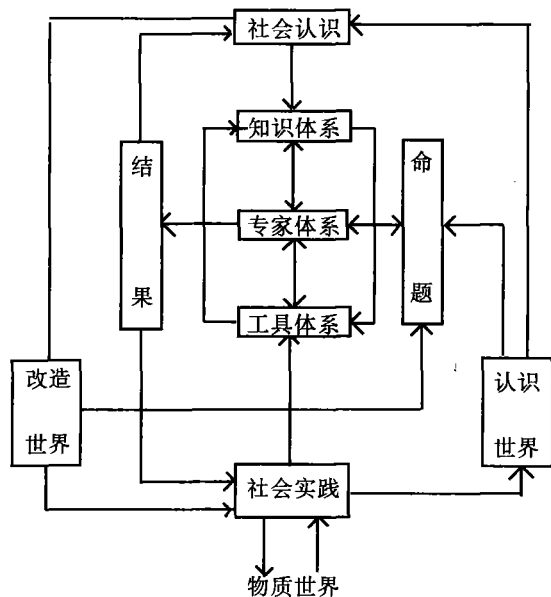 社会认识
知识体系
结果
命题
专家体系
工具体系
改造
世界
认识
世界
社会实践
物质世界